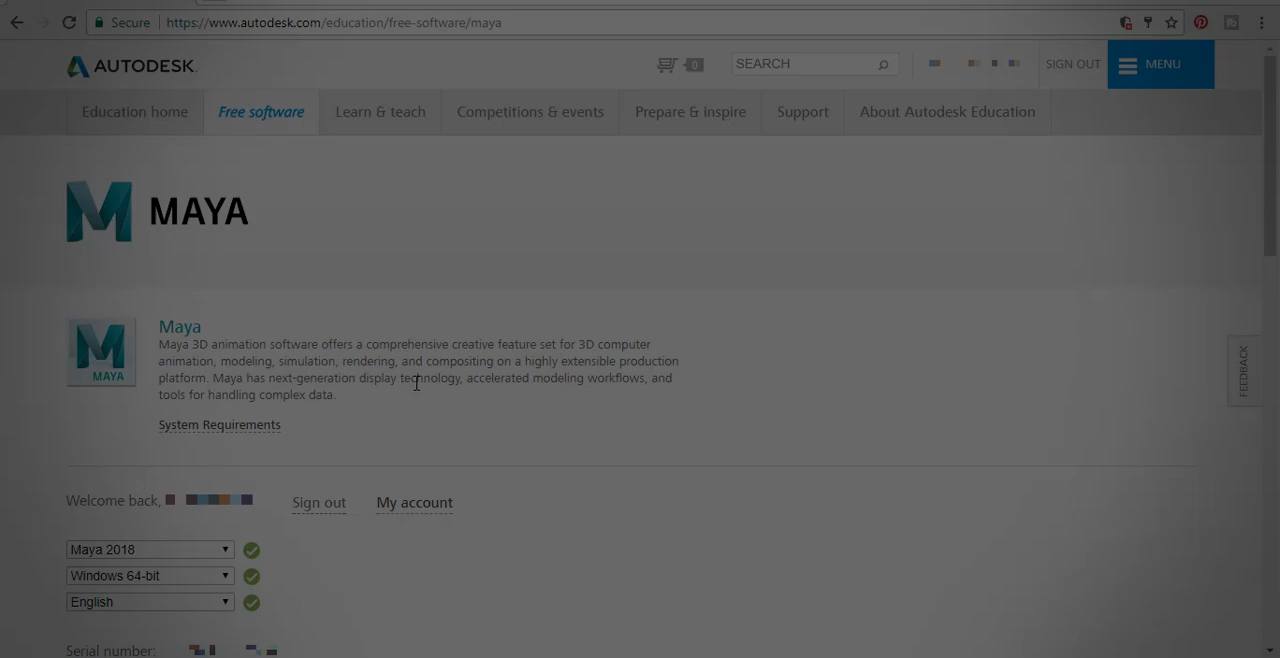 Secure https://www.autodesk.com/education/free-software/maya
AUTODESK.
0
SEARCH
SIGN OUT
MENU
Education home
Free software
Learn & teach
Competitions & events
Prepare & inspire
Support
About Autodesk Education
MAYA
MAYA
Maya
Maya 3D animation software offers a comprehensive creative feature set for 3D computer
animation, modeling, simulation, rendering, and compositing on a highly extensible production
platform. Maya has next-generation display technology, accelerated modeling workflows, and
tools for handling complex data.
System Requirements
FEEDBACK
Welcome back,
Sign out
My account
Maya 2018
Windows 64-bit
English
Serial number: